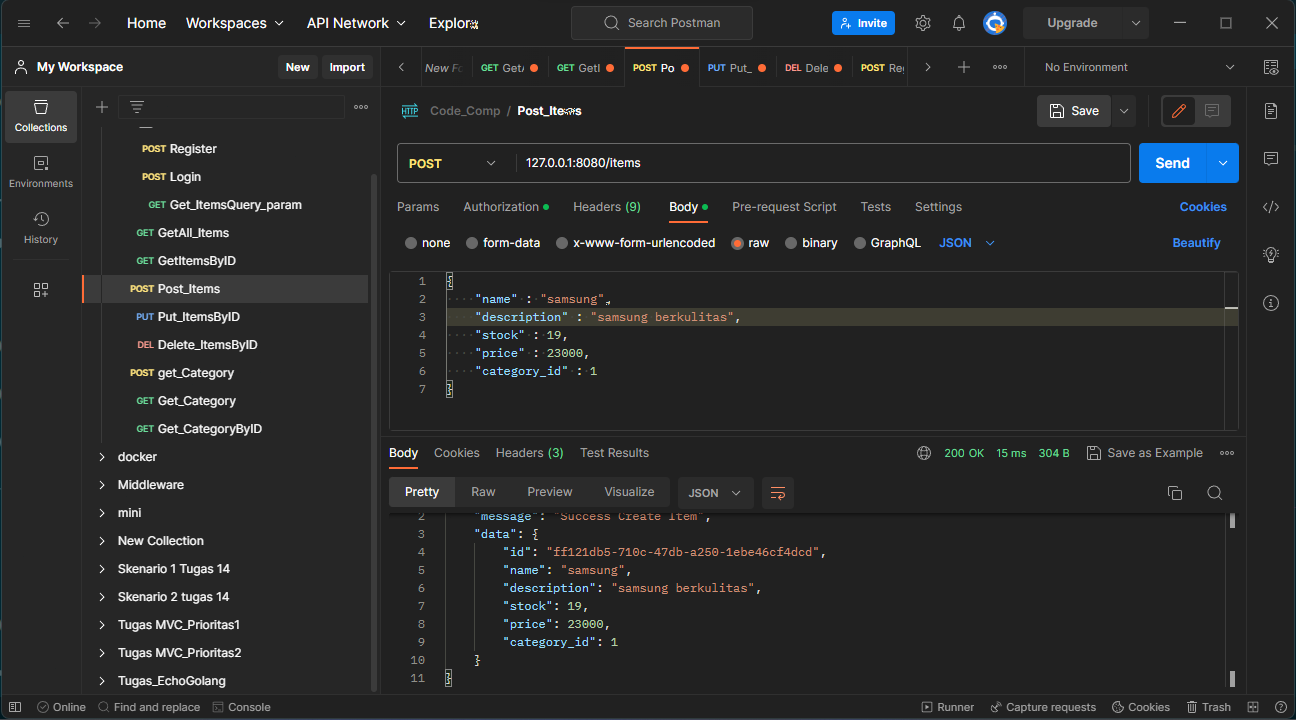 Home Workspaces API Network Explore Search Postman Invite Upgrade
My Workspace New Import
New Fo GET GetA GET GetI POST Po PUT Put_ DEL Dele POST Reg No Environment
Collections
Environments
History
POST Register
POST Login
GET Get_ItemsQuery_param
GET GetAll_Items
GET GetItemsByID
POST Post_Items
PUT Put_ItemsByID
DEL Delete_ItemsByID
POST get_Category
GET Get_Category
GET Get_CategoryByID
docker
Middleware
mini
New Collection
Skenario 1 Tugas 14
Skenario 2 tugas 14
Tugas MVC_Prioritas1
Tugas MVC_Prioritas2
Tugas_EchoGolang
HTTP Code_Comp / Post_Items Save
POST 127.0.0.1:8080/items Send
Params Authorization Headers (9) Body Pre-request Script Tests Settings Cookies
none form-data x-www-form-urlencoded raw binary GraphQL JSON Beautify
1 {
2 "name" : "samsung",
3 "description" : "samsung berkulitas",
4 "stock" : 19,
5 "price" : 23000,
6 "category_id" : 1
7 }
Body Cookies Headers (3) Test Results 200 OK 15 ms 304 B Save as Example
Pretty Raw Preview Visualize JSON
2 "message": "Success Create Item",
3 "data": {
4 "id": "ff121db5-710c-47db-a250-1ebe46cf4dcd",
5 "name": "samsung",
6 "description": "samsung berkulitas",
7 "stock": 19,
8 "price": 23000,
9 "category_id": 1
10 }
11 }
Online Find and replace Console Runner Capture requests Cookies Trash